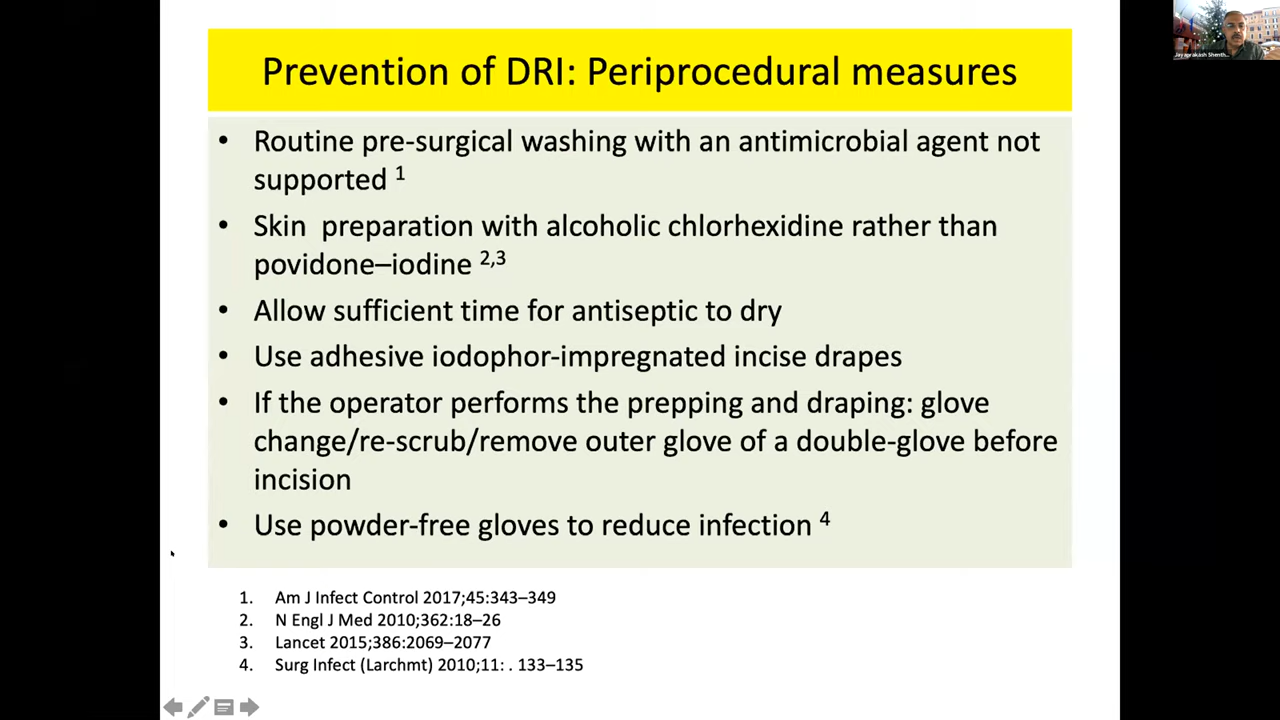 Prevention of DRI: Periprocedural measures
• Routine pre-surgical washing with an antimicrobial agent not
supported 1
• Skin  preparation with alcoholic chlorhexidine rather than
povidone–iodine 2,3
• Allow sufficient time for antiseptic to dry
• Use adhesive iodophor-impregnated incise drapes
• If the operator performs the prepping and draping: glove
change/re-scrub/remove outer glove of a double-glove before
incision
• Use powder-free gloves to reduce infection 4
1. Am J Infect Control 2017;45:343–349
2. N Engl J Med 2010;362:18–26
3. Lancet 2015;386:2069–2077
4. Surg Infect (Larchmt) 2010;11: . 133–135
Jayaprakash Shenth...